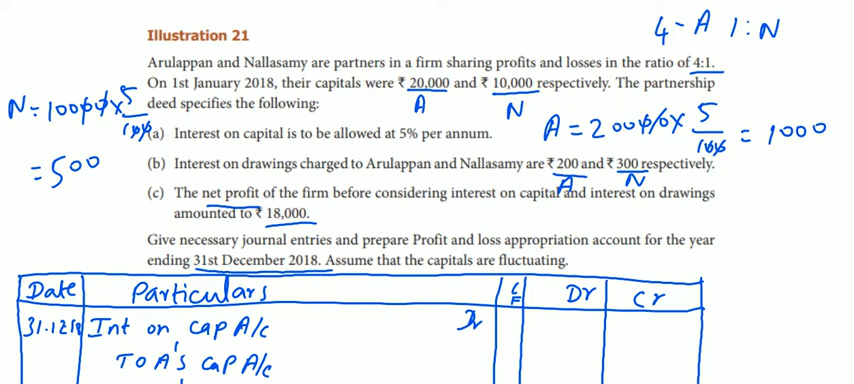 4 - A 1 : N
Illustration 21
Arulappan and Nallasamy are partners in a firm sharing profits and losses in the ratio of 4:1.
On 1st January 2018, their capitals were ₹ 20,000 and ₹ 10,000 respectively. The partnership
deed specifies the following:
A N
N = 10000 × 5/100
= 500
A = 20000 × 5/100 = 1000
(a) Interest on capital is to be allowed at 5% per annum.
(b) Interest on drawings charged to Arulappan and Nallasamy are ₹ 200 and ₹ 300 respectively.
A N
(c) The net profit of the firm before considering interest on capital and interest on drawings
amounted to ₹ 18,000.
Give necessary journal entries and prepare Profit and loss appropriation account for the year
ending 31st December 2018. Assume that the capitals are fluctuating.
Date Particulars LF Dr Cr
31.12.18 Int on cap A/c Dr
To A's cap A/c